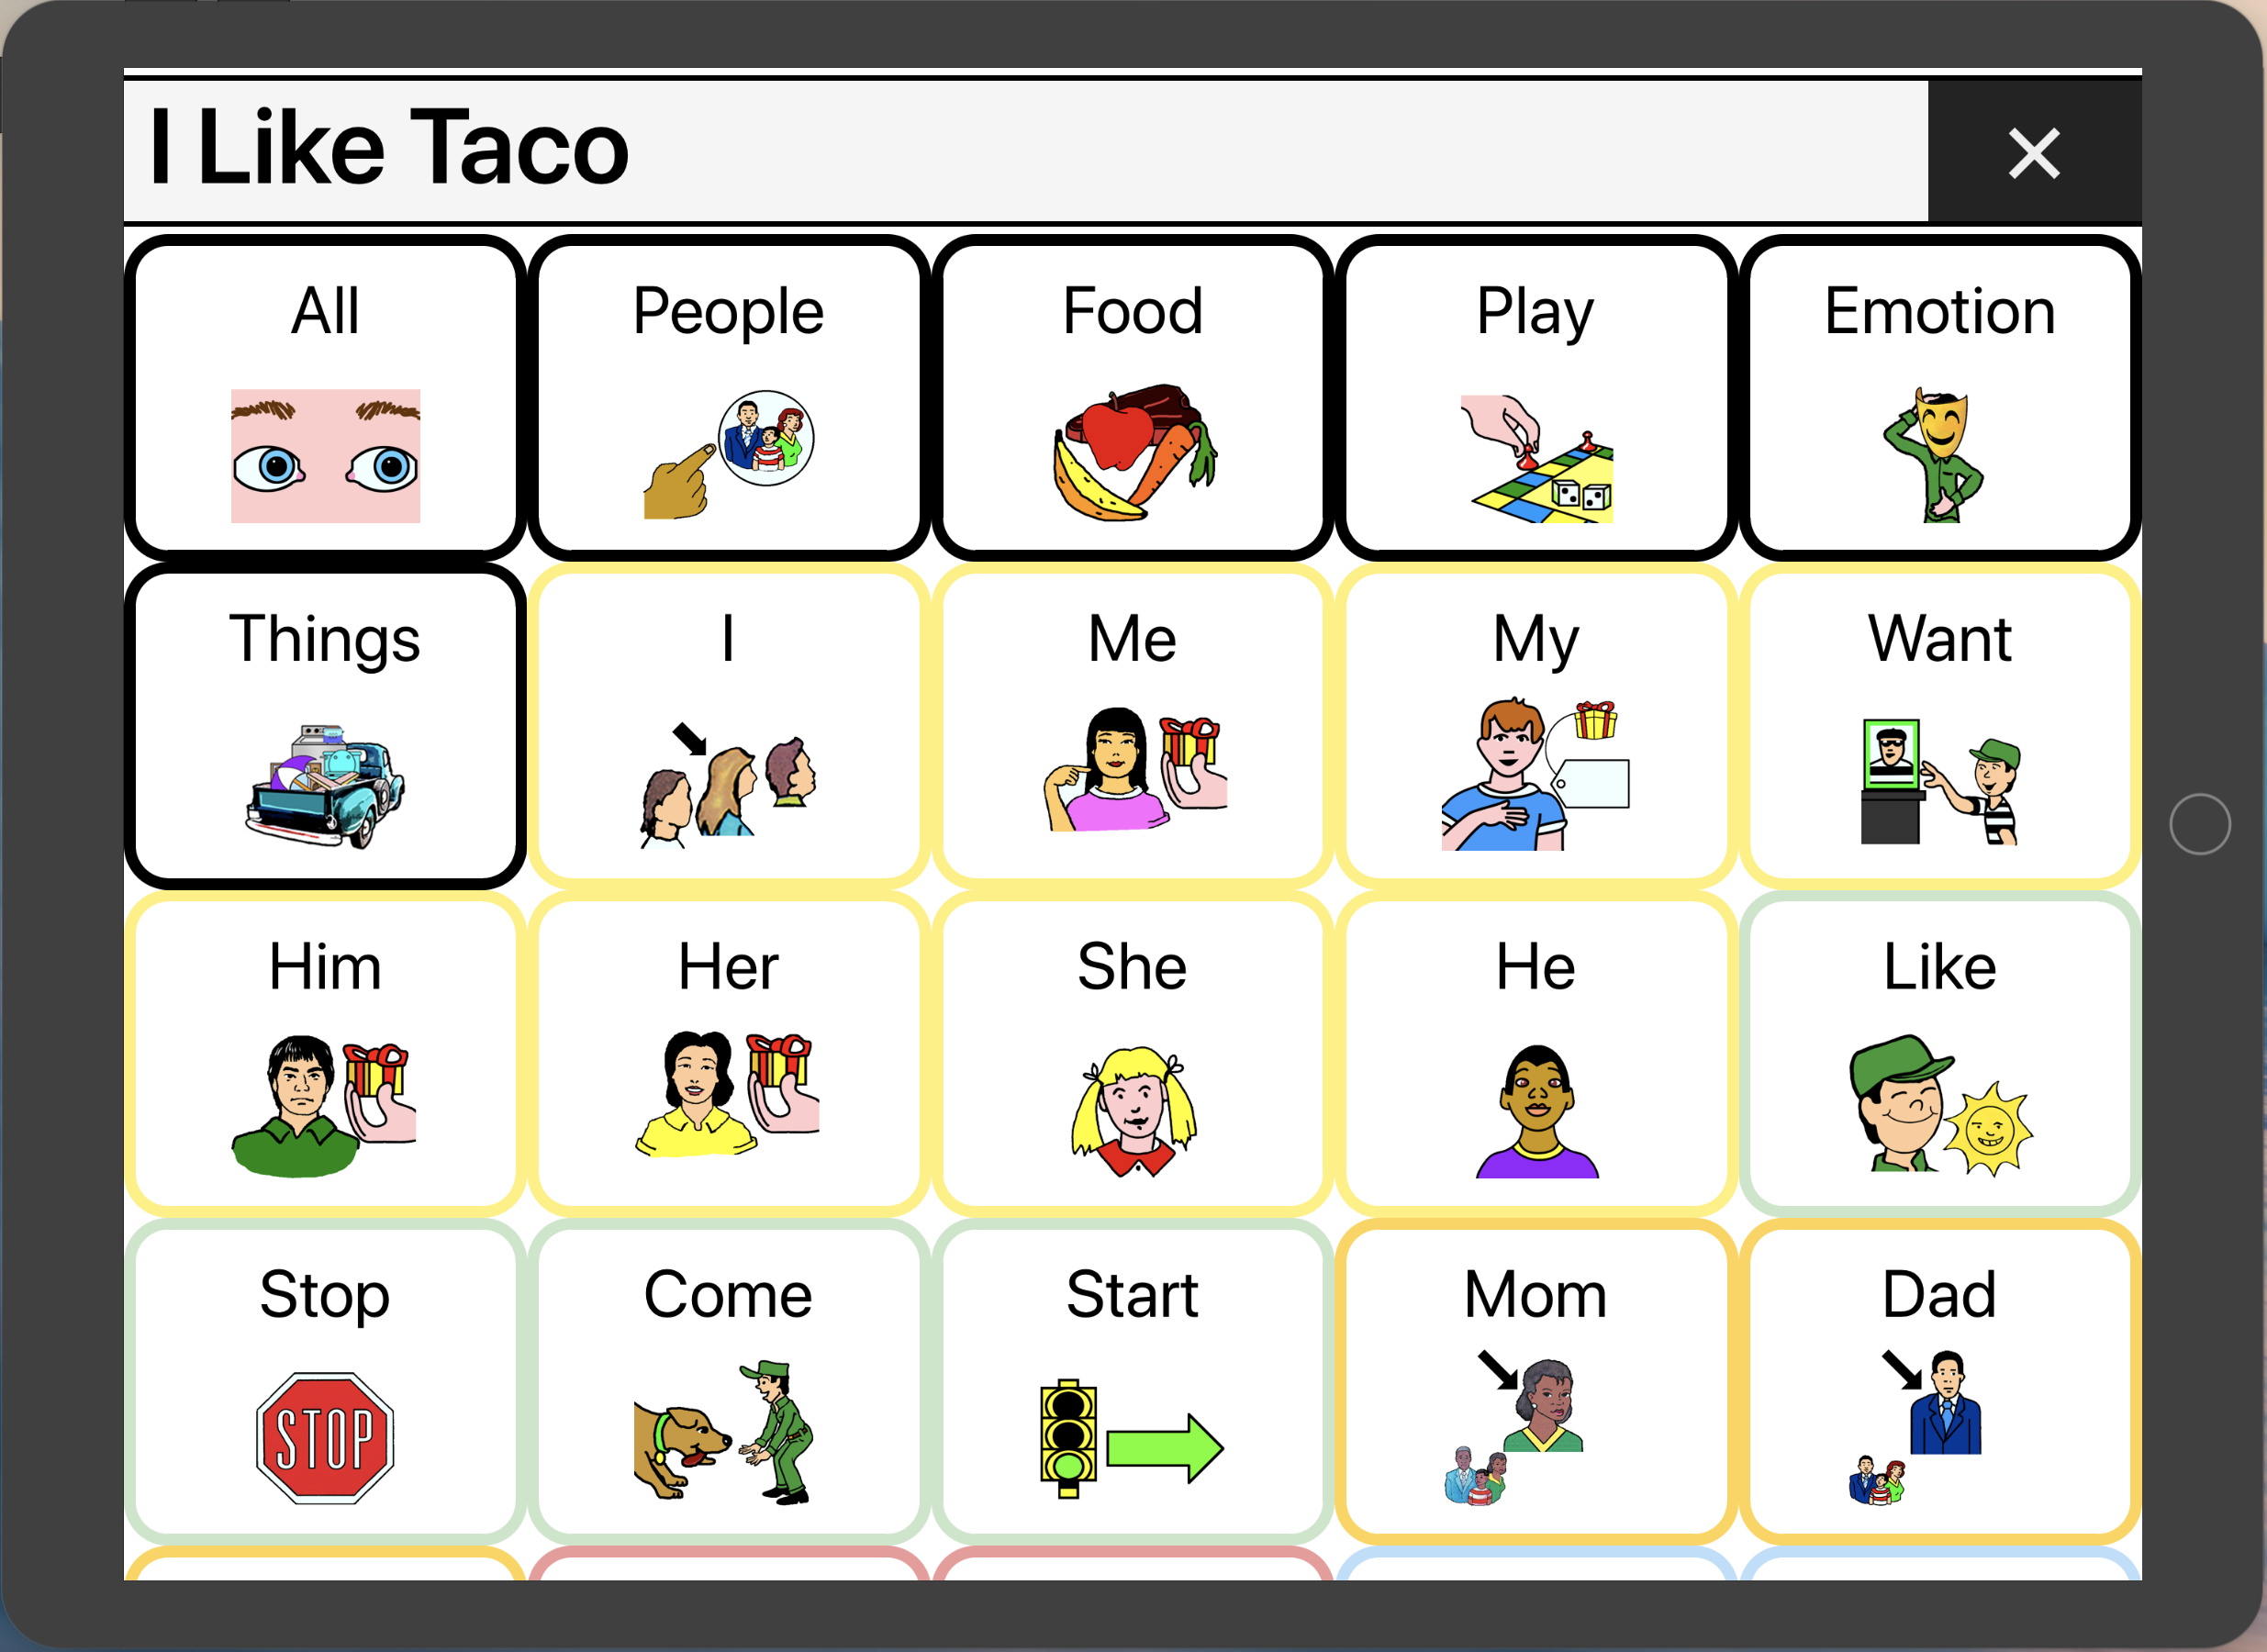 I Like Taco
All People Food Play Emotion
Things I Me My Want
Him Her She He Like
Stop Come Start Mom Dad
STOP